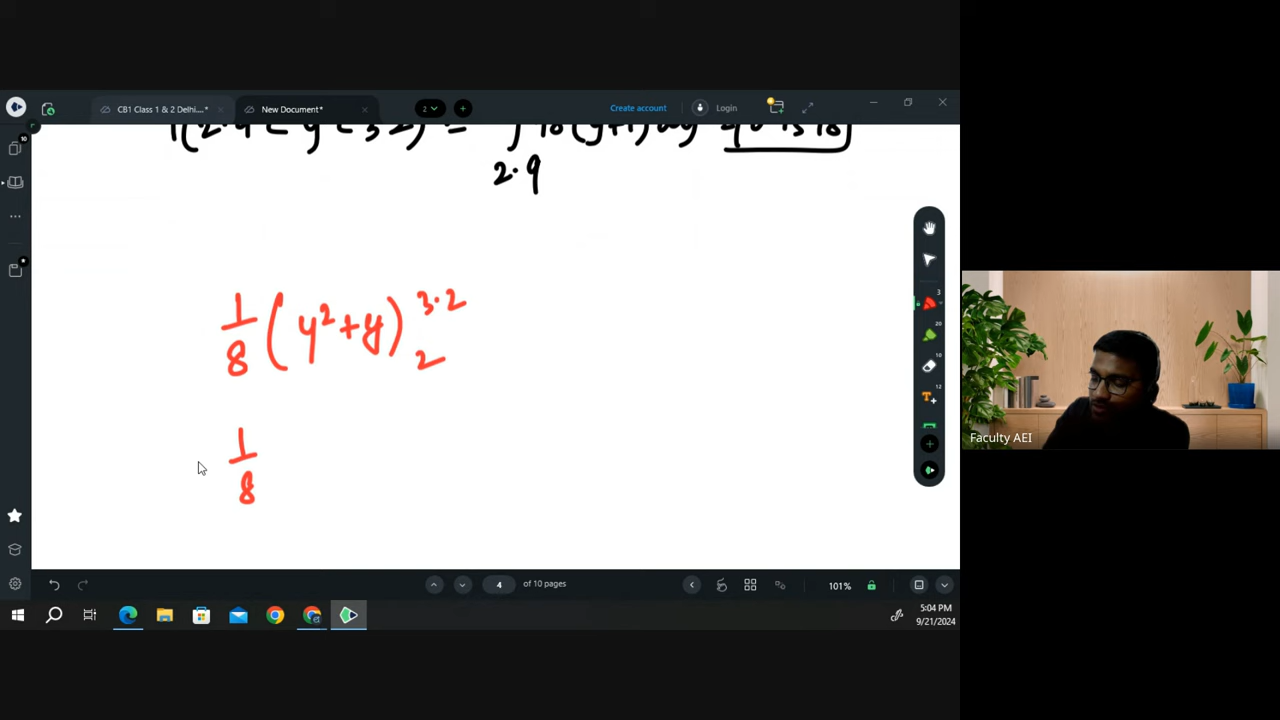 CB1 Class 1 & 2 Delhi....*
New Document*
2
Create account
Login
2.9
1/8 (y²+y) 3.2 2
1/8
Faculty AEI
4 of 10 pages
101%
5:04 PM
9/21/2024